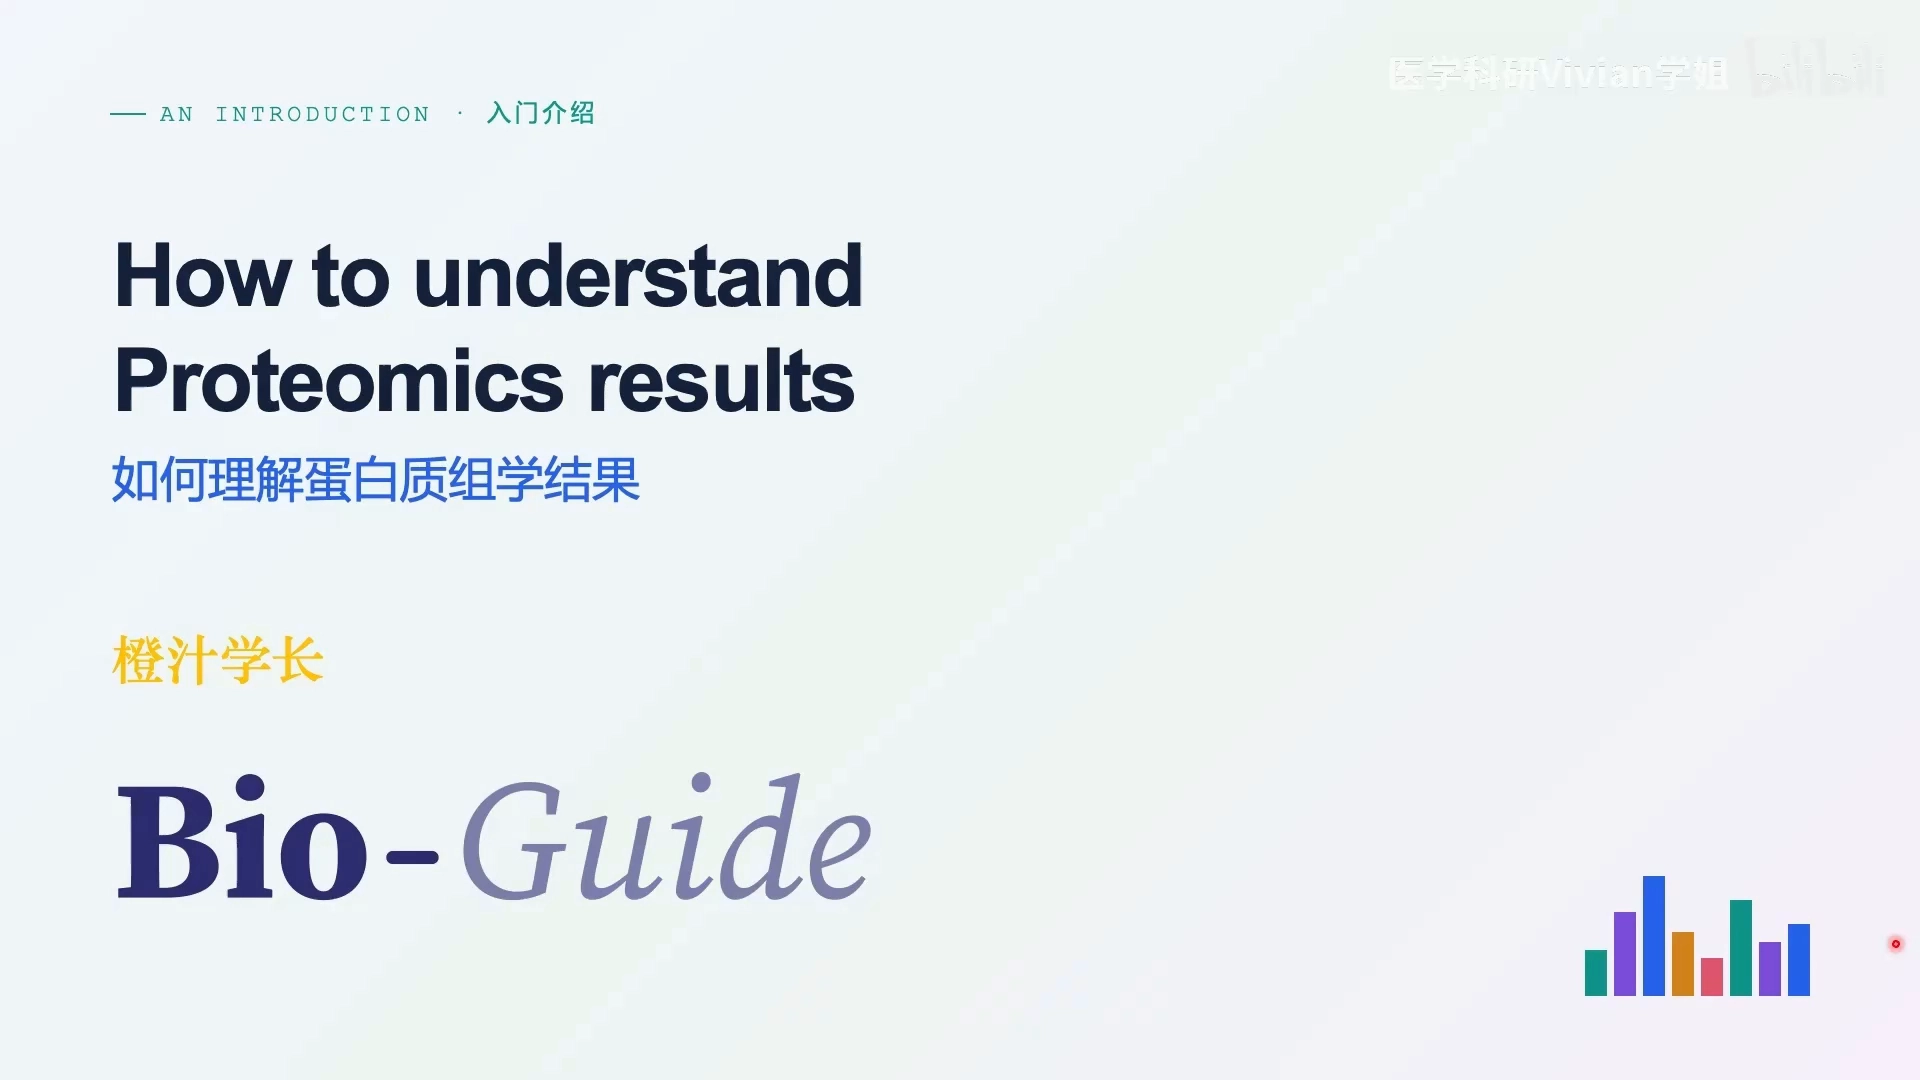 医学科研Vivian学姐 bilibili
— AN INTRODUCTION · 入门介绍
How to understand
Proteomics results
如何理解蛋白质组学结果
橙汁学长
Bio-Guide